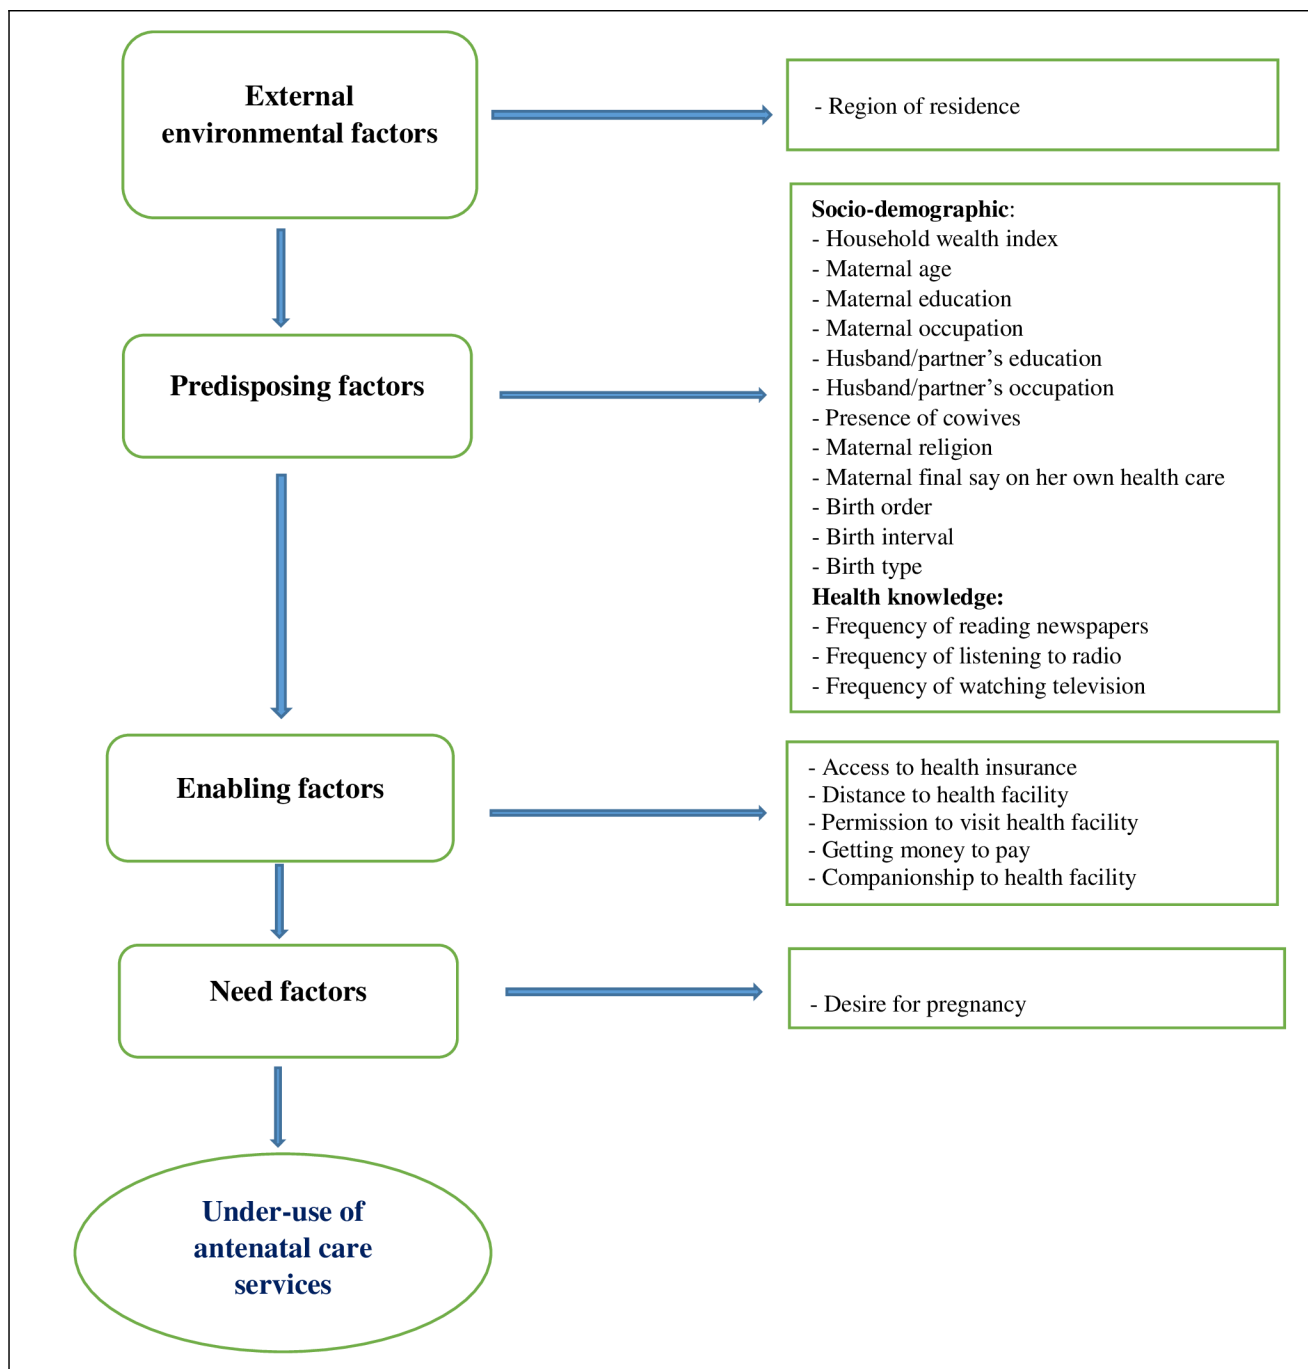 External
environmental factors
- Region of residence
Predisposing factors
Socio-demographic:
- Household wealth index
- Maternal age
- Maternal education
- Maternal occupation
- Husband/partner’s education
- Husband/partner’s occupation
- Presence of cowives
- Maternal religion
- Maternal final say on her own health care
- Birth order
- Birth interval
- Birth type
Health knowledge:
- Frequency of reading newspapers
- Frequency of listening to radio
- Frequency of watching television
Enabling factors
- Access to health insurance
- Distance to health facility
- Permission to visit health facility
- Getting money to pay
- Companionship to health facility
Need factors
- Desire for pregnancy
Under-use of
antenatal care
services